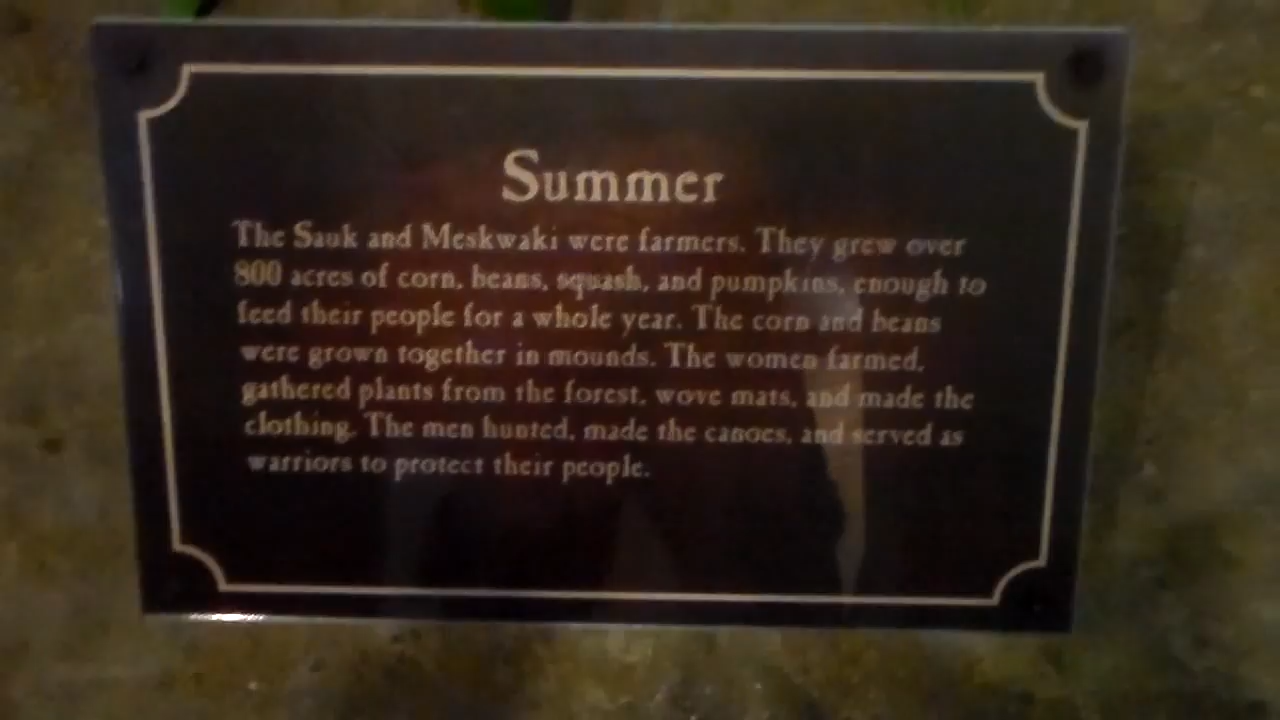 Summer
The Sauk and Meskwaki were farmers. They grew over
800 acres of corn, beans, squash, and pumpkins, enough to
feed their people for a whole year. The corn and beans
were grown together in mounds. The women farmed,
gathered plants from the forest, wove mats, and made the
clothing. The men hunted, made the canoes, and served as
warriors to protect their people.